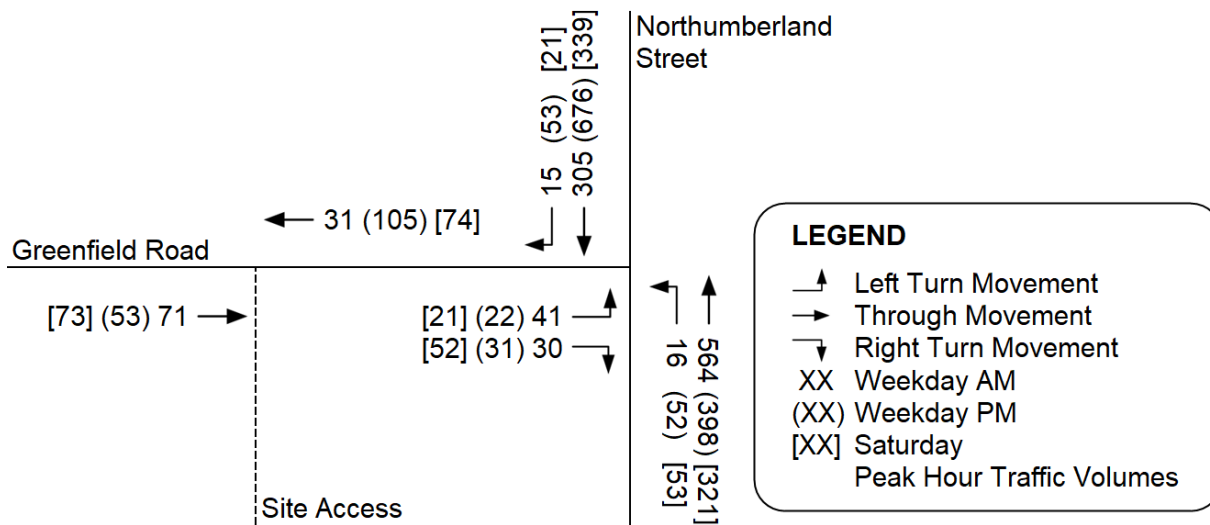 Northumberland
Street
15 (53) [21]
305 (676) [339]
31 (105) [74]
Greenfield Road
[73] (53) 71
[21] (22) 41
[52] (31) 30
16 (52) [53]
564 (398) [321]
Site Access
LEGEND
Left Turn Movement
Through Movement
Right Turn Movement
XX Weekday AM
(XX) Weekday PM
[XX] Saturday
Peak Hour Traffic Volumes